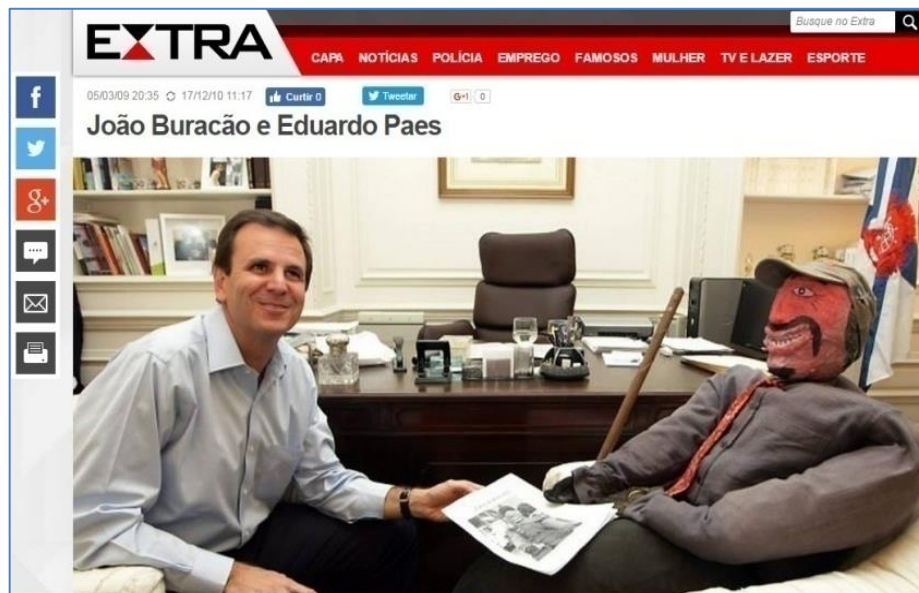 Busque no Extra
EXTRA
CAPA NOTÍCIAS POLÍCIA EMPREGO FAMOSOS MULHER TV E LAZER ESPORTE
05/03/09 20:35 17/12/10 11:17 Curtir 0 Tweetar G+1 0
João Buracão e Eduardo Paes
f
g+